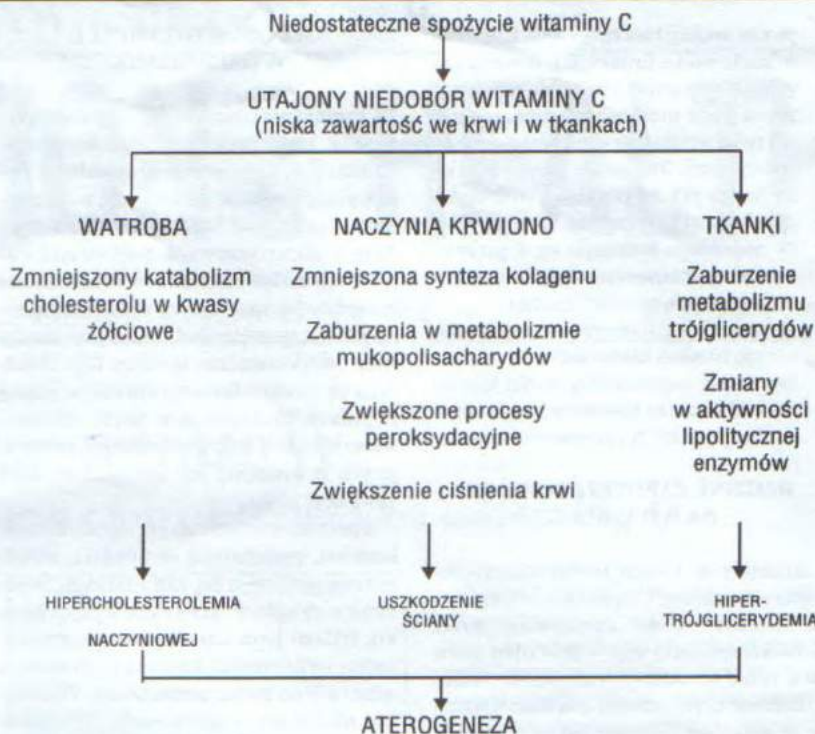 Niedostateczne spożycie witaminy C
UTAJONY NIEDOBÓR WITAMINY C
(niska zawartość we krwi i w tkankach)
WATROBA
Zmniejszony katabolizm
cholesterolu w kwasy
żółciowe
NACZYNIA KRWIONO
Zmniejszona synteza kolagenu
Zaburzenia w metabolizmie
mukopolisacharydów
Zwiększone procesy
peroksydacyjne
Zwiększenie ciśnienia krwi
TKANKI
Zaburzenie
metabolizmu
trójglicerydów
Zmiany
w aktywności
lipolitycznej
enzymów
HIPERCHOLESTEROLEMIA
NACZYNIOWEJ
USZKODZENIE
ŚCIANY
HIPER-
TRÓJGLICERYDEMIA
ATEROGENEZA